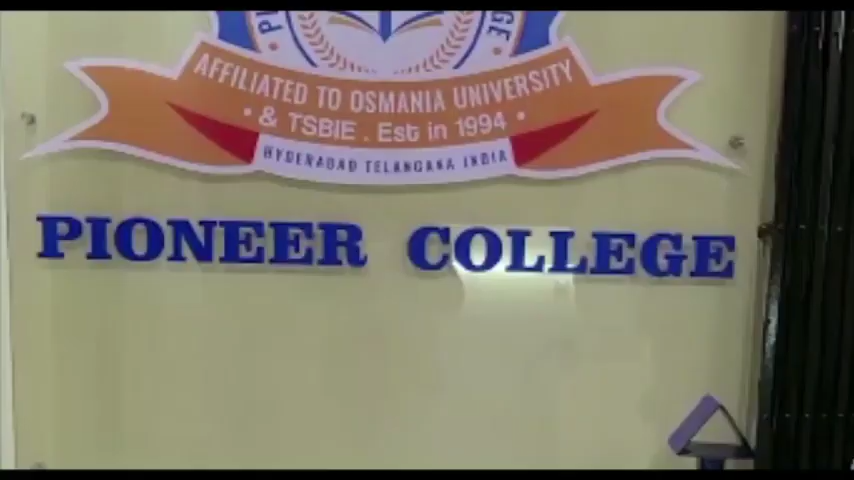 AFFILIATED TO OSMANIA UNIVERSITY
• & TSBIE . Est in 1994 •
HYDERABAD TELANGANA INDIA
PIONEER COLLEGE